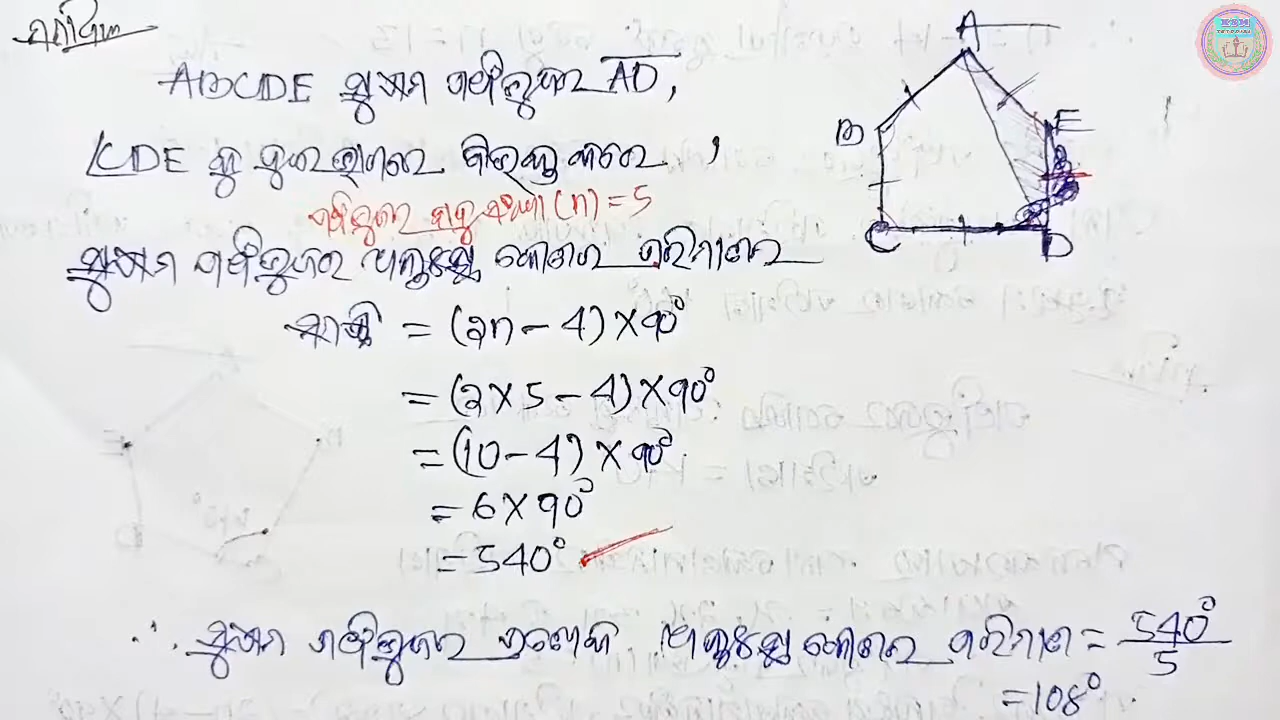 ABCDE ସୁଷମ ପଞ୍ଚଭୁଜର AD,
∠CDE କୁ ଦୁଇ ଭାଗରେ ବିଭକ୍ତ କରେ,
ପଞ୍ଚଭୁଜର ବାହୁ ସଂଖ୍ୟା (n) = 5
ସୁଷମ ପଞ୍ଚଭୁଜର ଅନ୍ତଃସ୍ଥ କୋଣର ପରିମାଣର
ସମଷ୍ଟି = (2n - 4) × 90°
= (2 × 5 - 4) × 90°
= (10 - 4) × 90°
= 6 × 90°
= 540°
∴ ସୁଷମ ପଞ୍ଚଭୁଜର ପ୍ରତ୍ୟେକ ଅନ୍ତଃସ୍ଥ କୋଣର ପରିମାଣ = 540°/5
= 108°
A
B
E
C
D
KSM